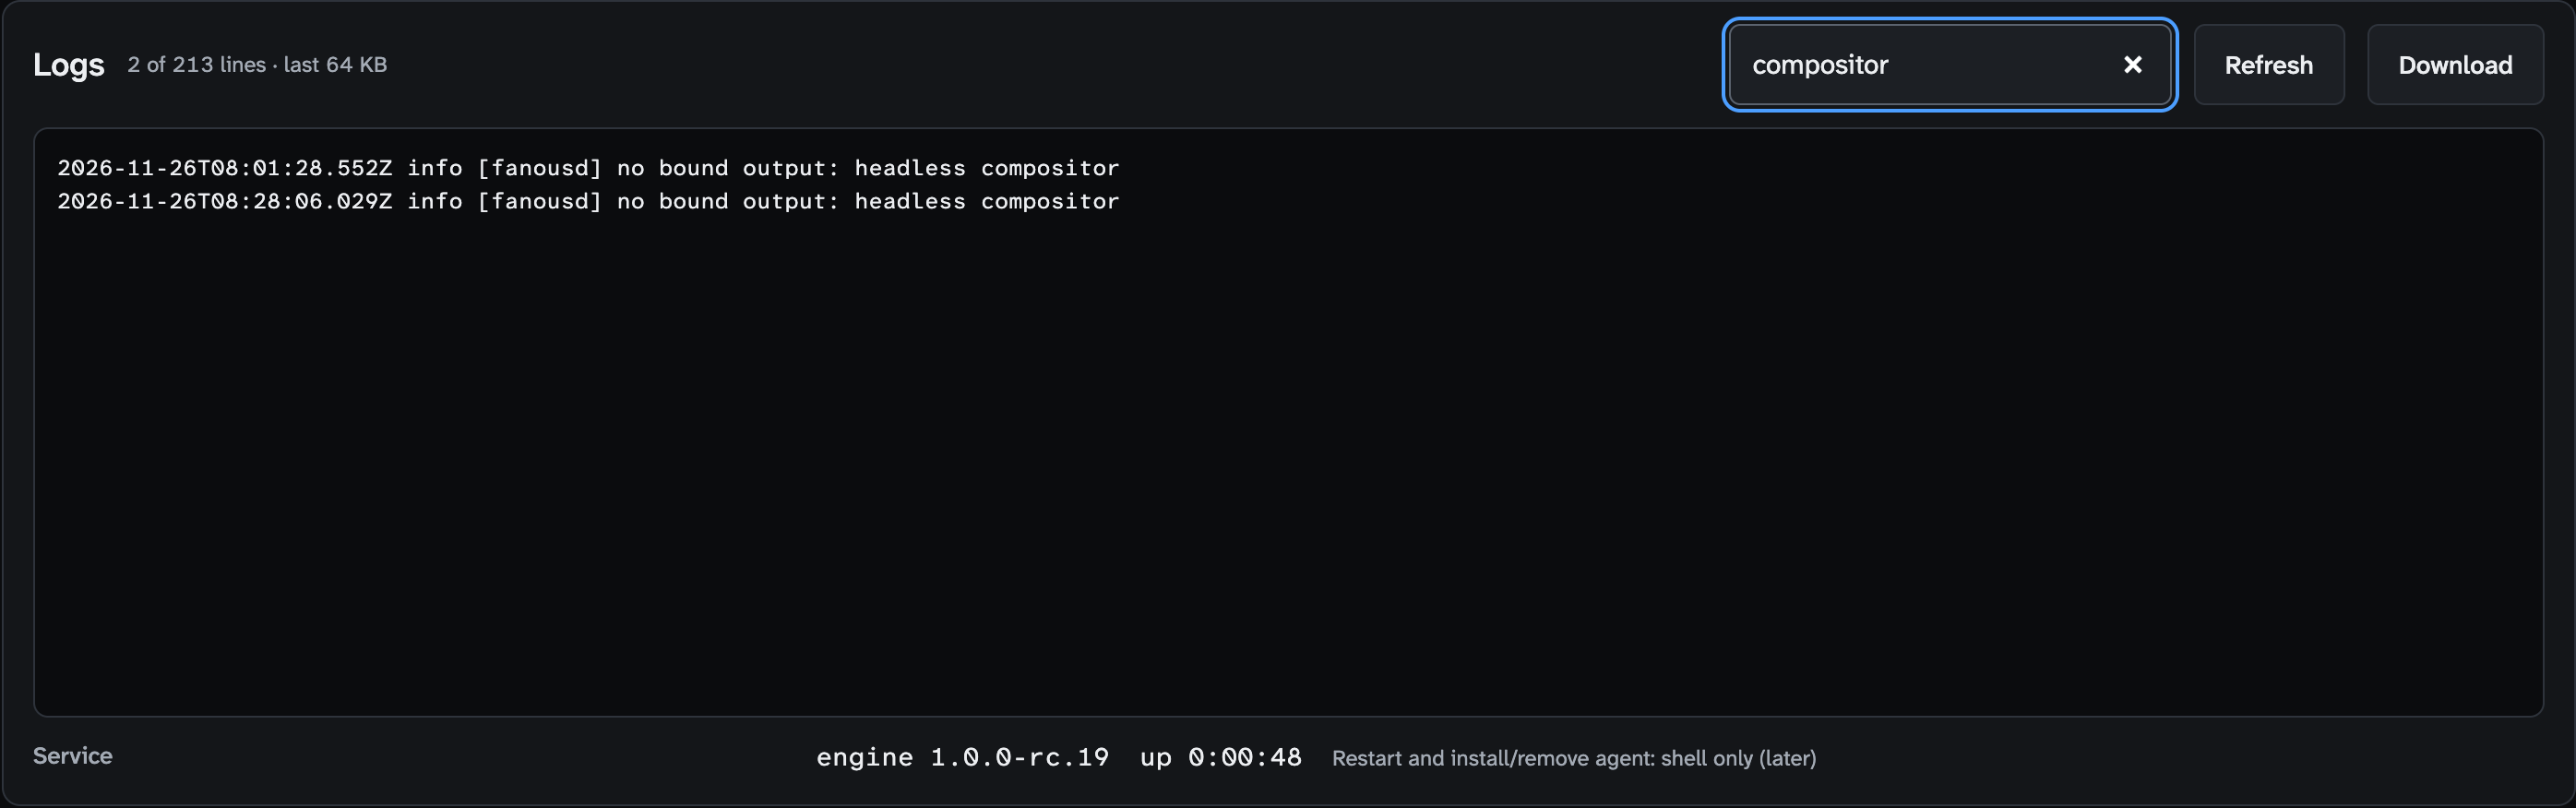 Logs 2 of 213 lines · last 64 KB compositor × Refresh Download
2026-11-26T08:01:28.552Z info [fanousd] no bound output: headless compositor
2026-11-26T08:28:06.029Z info [fanousd] no bound output: headless compositor
Service engine 1.0.0-rc.19 up 0:00:48 Restart and install/remove agent: shell only (later)